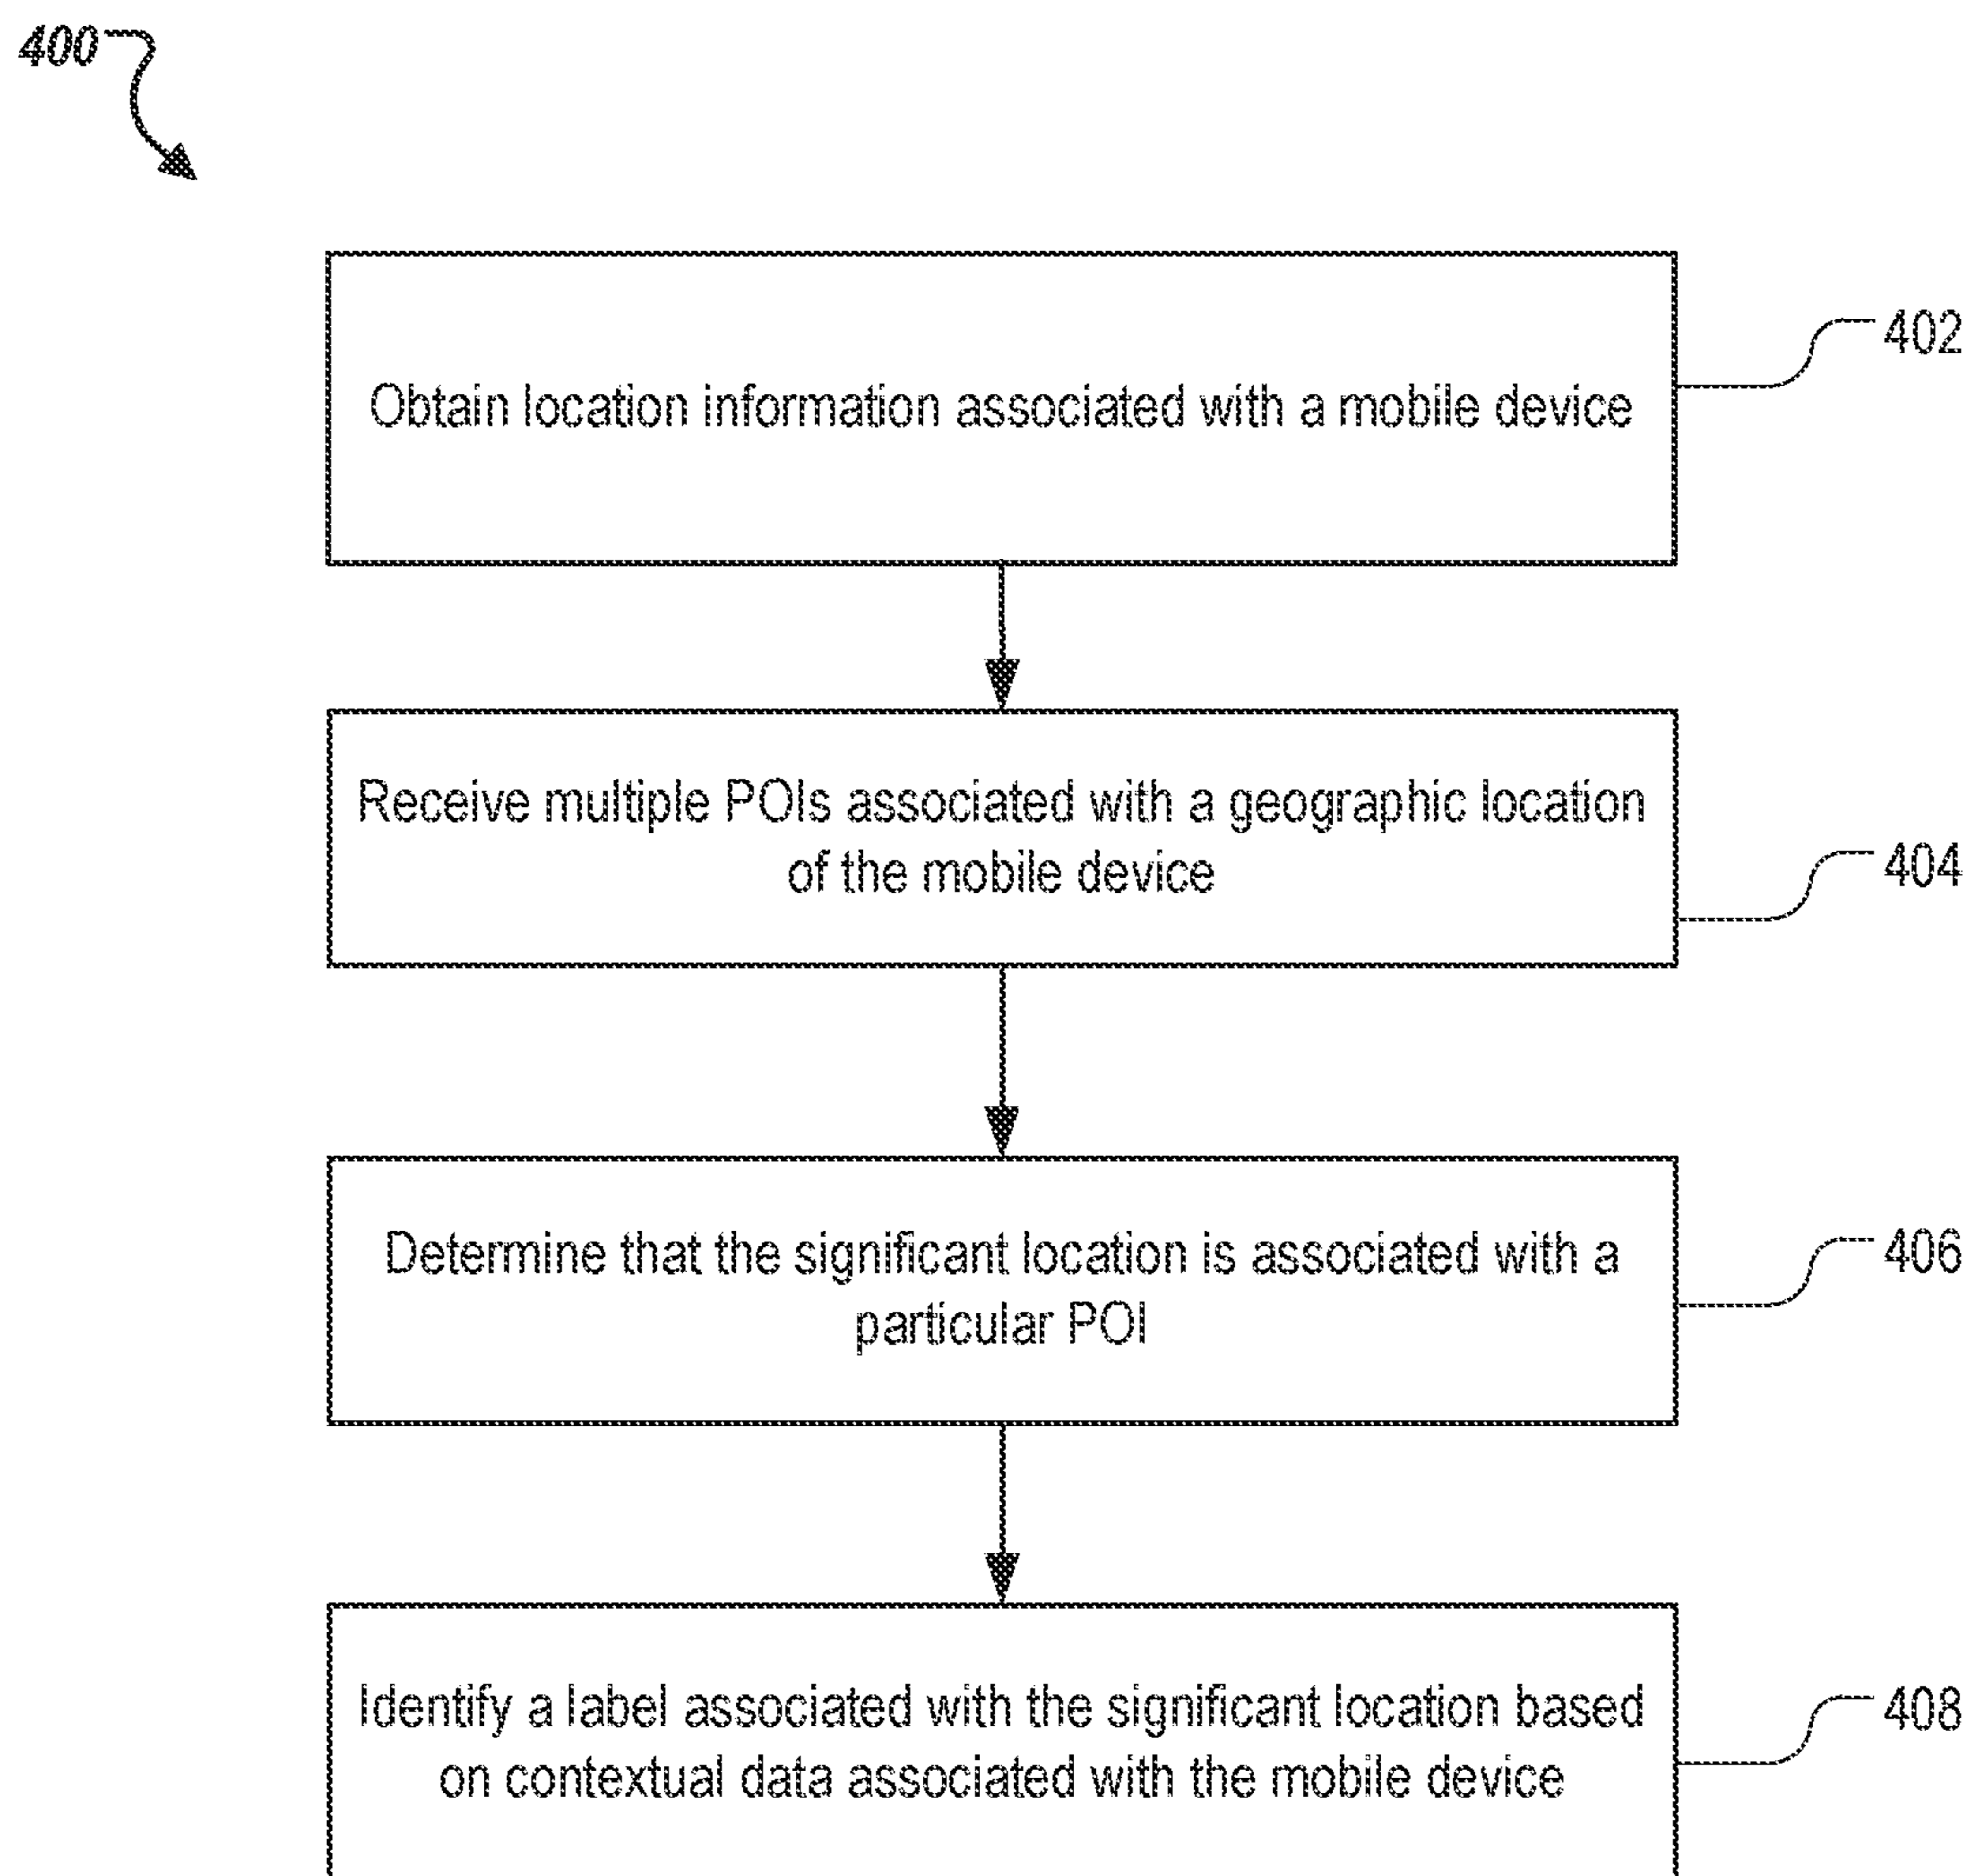 400
Obtain location information associated with a mobile device
402
Receive multiple POIs associated with a geographic location
of the mobile device
404
Determine that the significant location is associated with a
particular POI
406
Identify a label associated with the significant location based
on contextual data associated with the mobile device
408